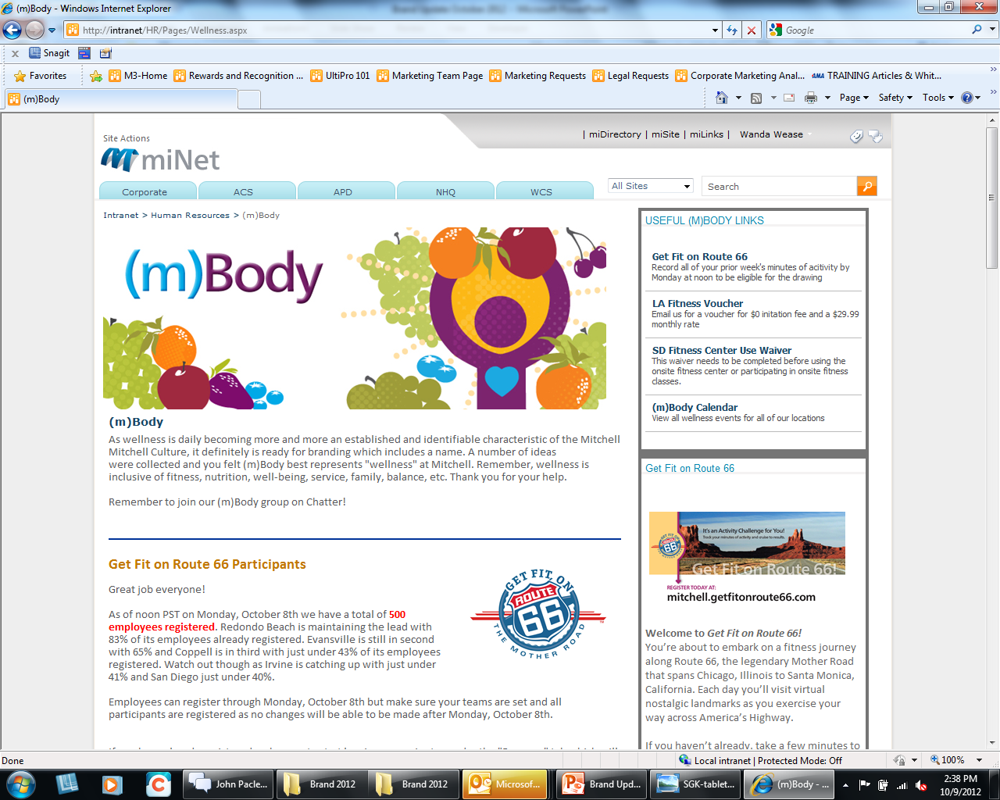 (m)Body - Windows Internet Explorer
http://intranet/HR/Pages/Wellness.aspx
Google
x Snagit
Favorites M3-Home Rewards and Recognition ... UltiPro 101 Marketing Team Page Marketing Requests Legal Requests Corporate Marketing Anal... AMA TRAINING Articles & Whit...
(m)Body
Page Safety Tools
Site Actions
| miDirectory | miSite | miLinks | Wanda Wease
miNet
Corporate ACS APD NHQ WCS
All Sites Search
Intranet > Human Resources > (m)Body
(m)Body
(m)Body
As wellness is daily becoming more and more an established and identifiable characteristic of the Mitchell
Mitchell Culture, it definitely is ready for branding which includes a name. A number of ideas
were collected and you felt (m)Body best represents "wellness" at Mitchell. Remember, wellness is
inclusive of fitness, nutrition, well-being, service, family, balance, etc. Thank you for your help.
Remember to join our (m)Body group on Chatter!
Get Fit on Route 66 Participants
Great job everyone!
As of noon PST on Monday, October 8th we have a total of 500
employees registered. Redondo Beach is maintaining the lead with
83% of its employees already registered. Evansville is still in second
with 65% and Coppell is in third with just under 43% of its employees
registered. Watch out though as Irvine is catching up with just under
41% and San Diego just under 40%.
GET FIT ON
ROUTE
66
THE MOTHER ROAD
Employees can register through Monday, October 8th but make sure your teams are set and all
participants are registered as no changes will be able to be made after Monday, October 8th.
USEFUL (M)BODY LINKS
Get Fit on Route 66
Record all of your prior week's minutes of acitivity by
Monday at noon to be eligible for the drawing
LA Fitness Voucher
Email us for a voucher for $0 initation fee and a $29.99
monthly rate
SD Fitness Center Use Waiver
This waiver needs to be completed before using the
onsite fitness center or participating in onsite fitness
classes.
(m)Body Calendar
View all wellness events for all of our locations
Get Fit on Route 66
It's an Activity Challenge for You!
Track your minutes of activity and cruise to results.
Get Fit on Route 66!
REGISTER TODAY AT:
mitchell.getfitonroute66.com
Welcome to Get Fit on Route 66!
You're about to embark on a fitness journey
along Route 66, the legendary Mother Road
that spans Chicago, Illinois to Santa Monica,
California. Each day you'll visit virtual
nostalgic landmarks as you exercise your
way across America's Highway.
If you haven't already, take a few minutes to
Done
Local intranet | Protected Mode: Off
100%
John Pacle... Brand 2012 Brand 2012 Microsof... Brand Upd... SGK-tablet... (m)Body - ...
2:38 PM
10/9/2012